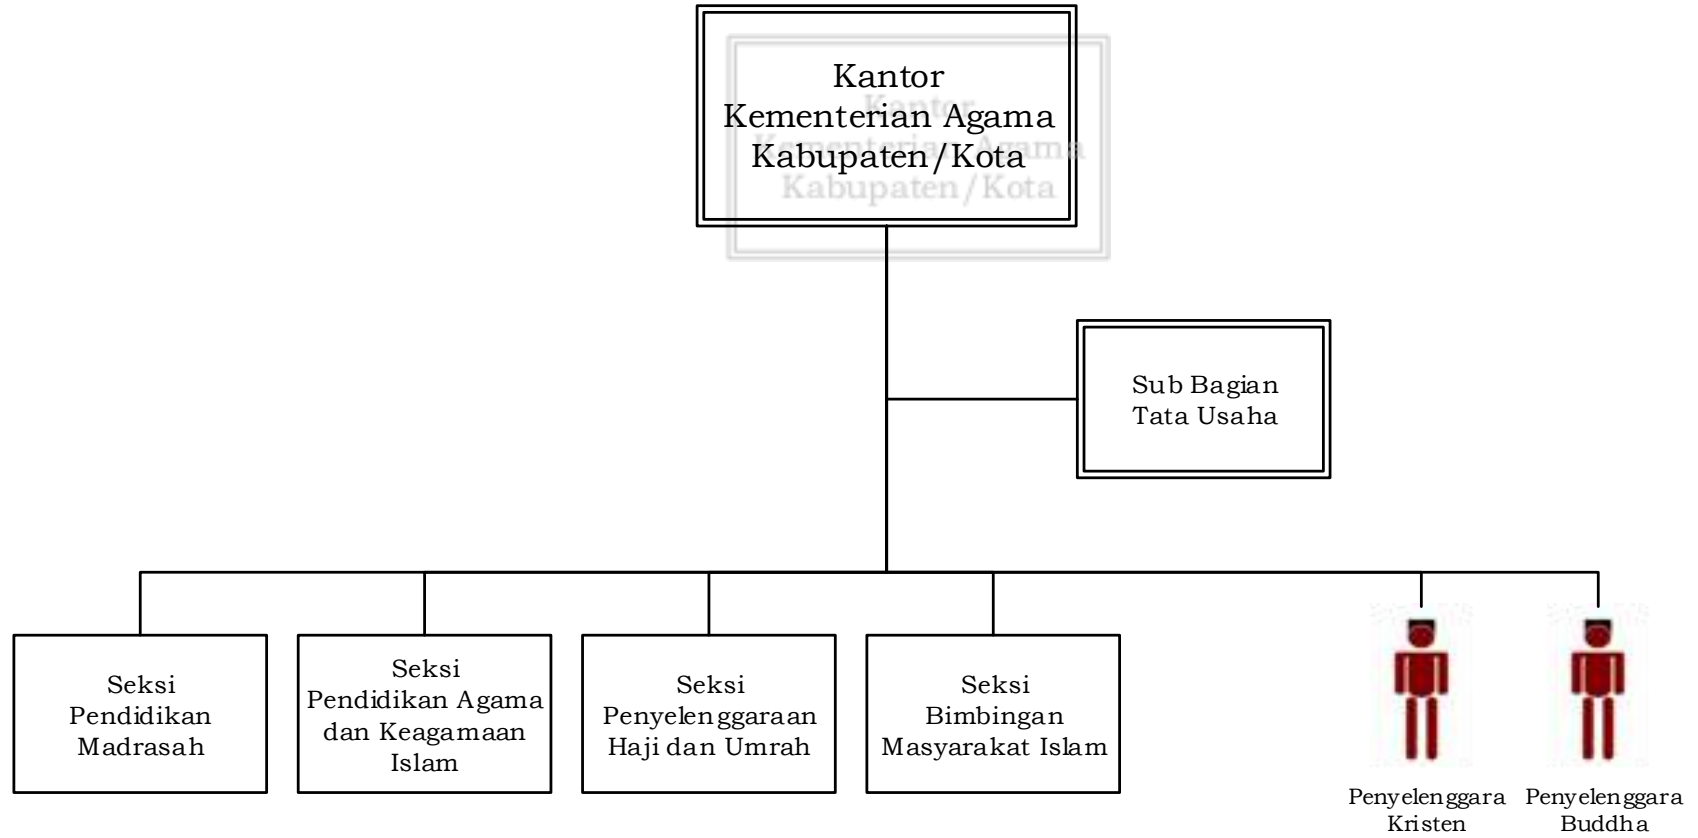 Kantor
Kementerian Agama
Kabupaten/Kota
Sub Bagian
Tata Usaha
Seksi
Pendidikan
Madrasah
Seksi
Pendidikan Agama
dan Keagamaan
Islam
Seksi
Penyelenggaraan
Haji dan Umrah
Seksi
Bimbingan
Masyarakat Islam
Penyelenggara
Kristen
Penyelenggara
Buddha